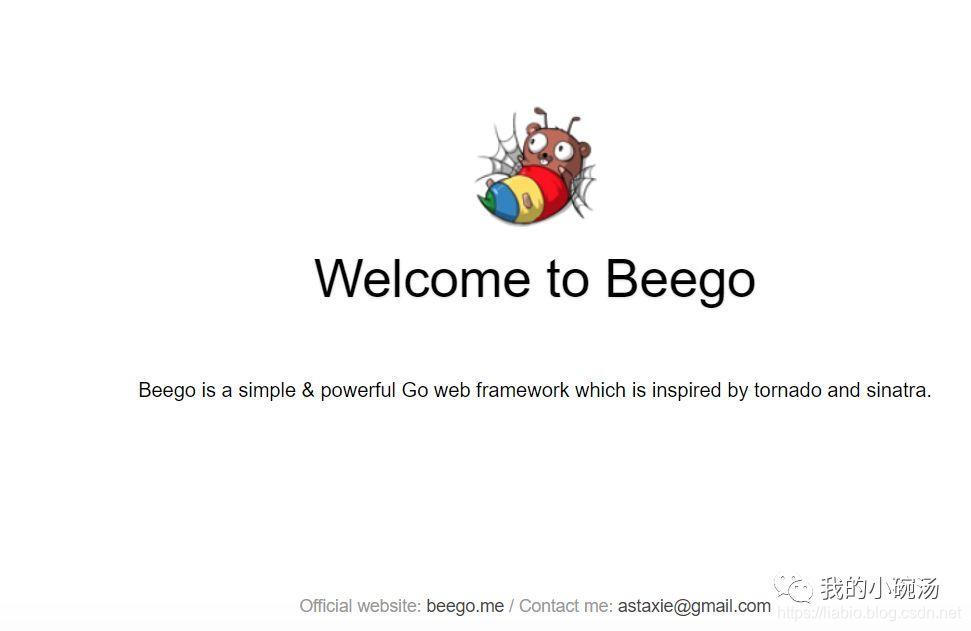 Welcome to Beego
Beego is a simple & powerful Go web framework which is inspired by tornado and sinatra.
Official website: beego.me / Contact me: astaxie@gmail.com
我的小碗汤
https://liabio.blog.csdn.net